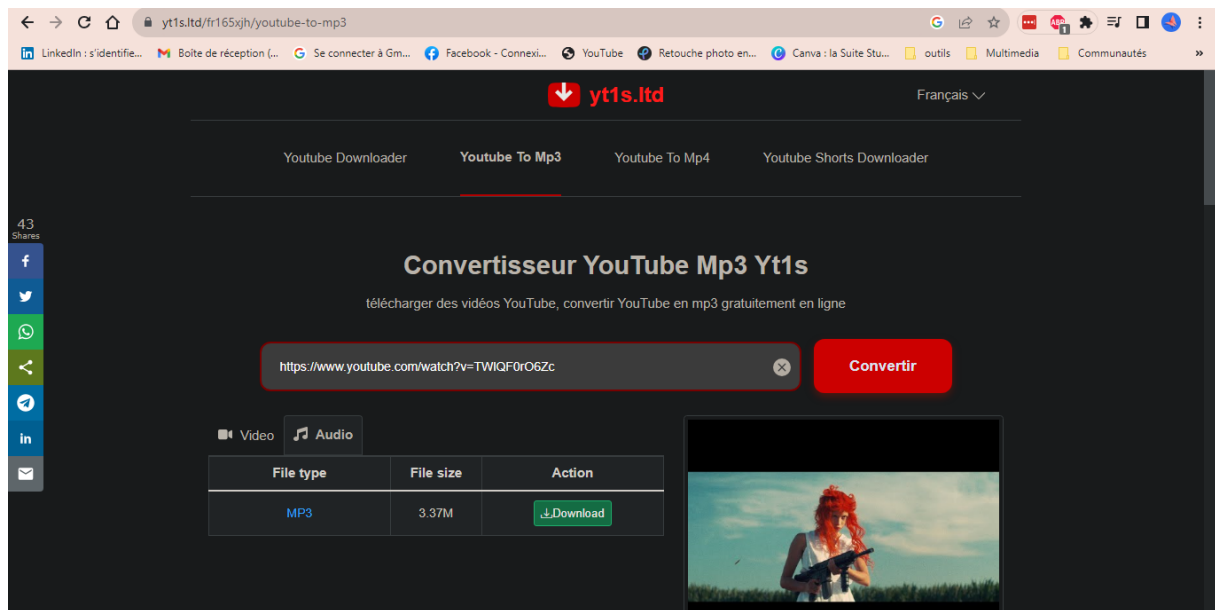 yt1s.ltd/fr165xjh/youtube-to-mp3
LinkedIn : s'identifie... Boîte de réception (... Se connecter à Gm... Facebook - Connexi... YouTube Retouche photo en... Canva : la Suite Stu... outils Multimedia Communautés »
yt1s.ltd Français
Youtube Downloader Youtube To Mp3 Youtube To Mp4 Youtube Shorts Downloader
43
Shares
Convertisseur YouTube Mp3 Yt1s
télécharger des vidéos YouTube, convertir YouTube en mp3 gratuitement en ligne
https://www.youtube.com/watch?v=TWIQF0rO6Zc Convertir
Video Audio
File type File size Action
MP3 3.37M Download